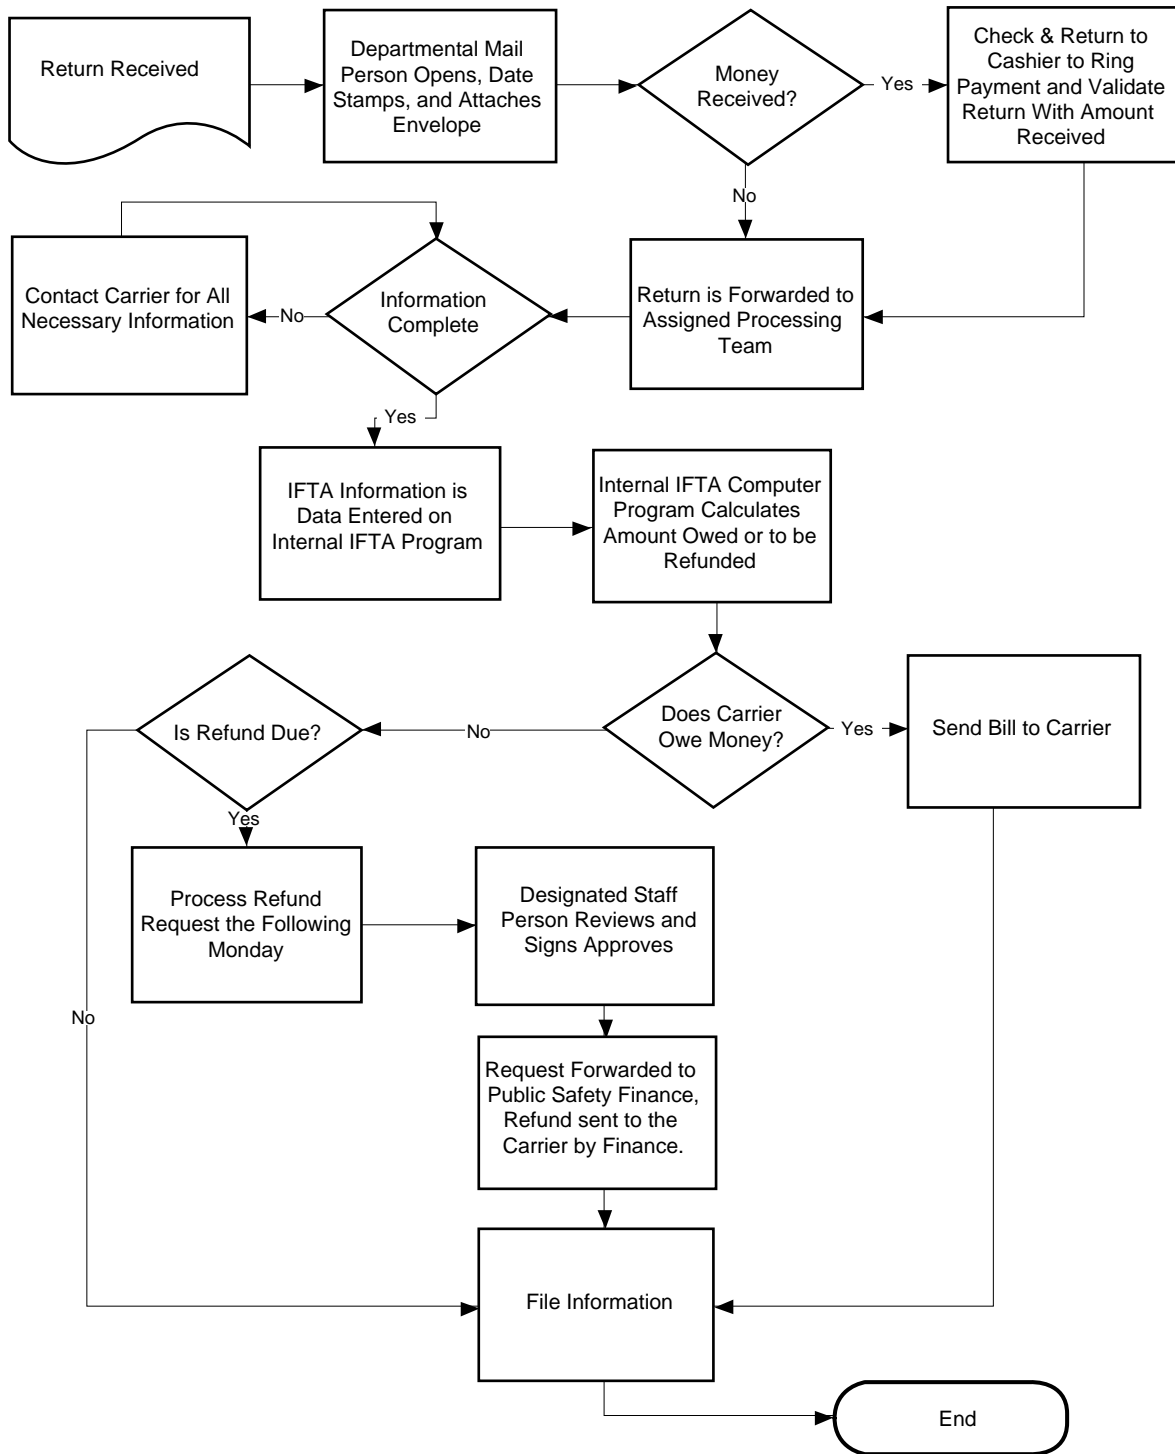 Return Received
Departmental Mail
Person Opens, Date
Stamps, and Attaches
Envelope
Money
Received?
Yes
Check & Return to
Cashier to Ring
Payment and Validate
Return With Amount
Received
No
Return is Forwarded to
Assigned Processing
Team
Information
Complete
No
Contact Carrier for All
Necessary Information
Yes
IFTA Information is
Data Entered on
Internal IFTA Program
Internal IFTA Computer
Program Calculates
Amount Owed or to be
Refunded
Does Carrier
Owe Money?
Yes
Send Bill to Carrier
No
Is Refund Due?
Yes
Process Refund
Request the Following
Monday
Designated Staff
Person Reviews and
Signs Approves
No
Request Forwarded to
Public Safety Finance,
Refund sent to the
Carrier by Finance.
File Information
End